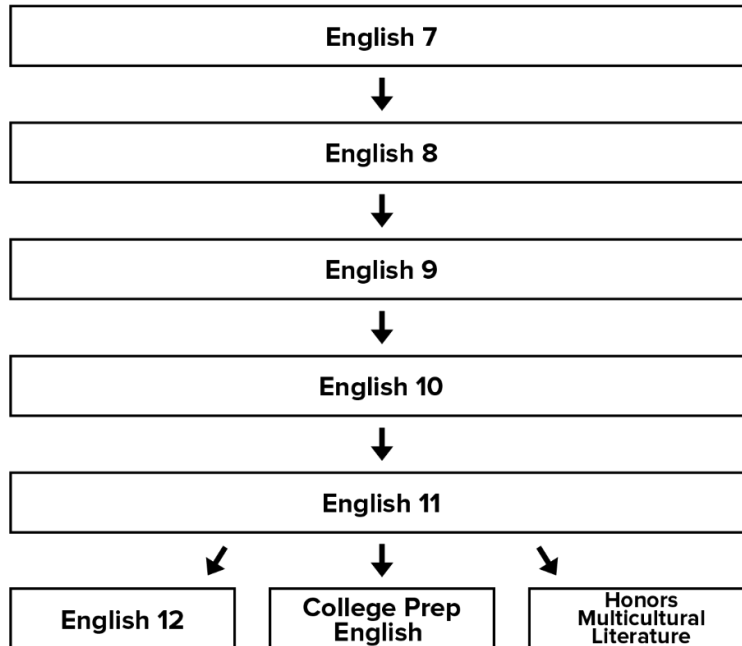 English 7
English 8
English 9
English 10
English 11
English 12
College Prep
English
Honors
Multicultural
Literature